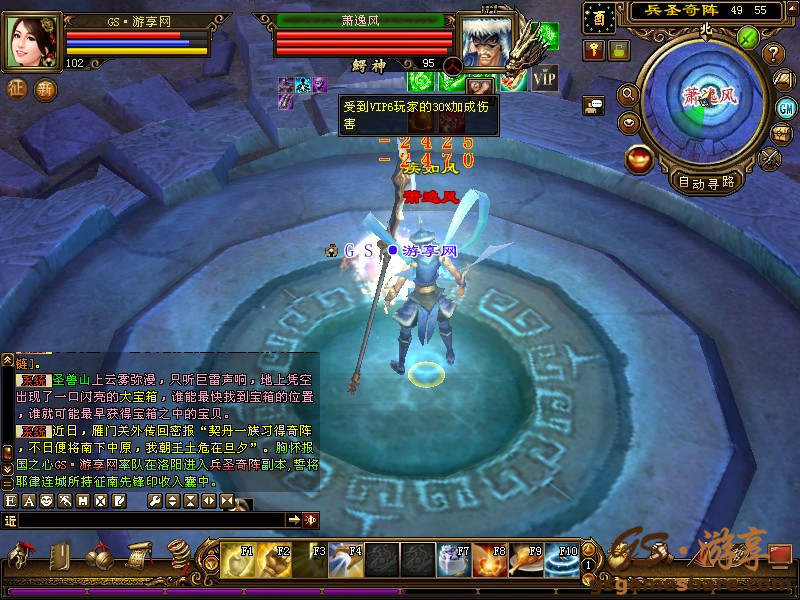 GS·游享网
102
征 新
萧逸风
鳄神
95
VIP
受到VIP6玩家的30%加成伤
害
酉
兵圣奇阵 49 55
北
萧逸风
GM
自动寻路
-2425
-2470
萧逸风
GS●游享网
链]。
圣兽山上云雾弥漫，只听巨雷声响，地上凭空
出现了一口闪亮的大宝箱，谁能最快找到宝箱的位置
，谁就可能最早获得宝箱之中的宝贝。
近日，雁门关外传回密报“契丹一族习得奇阵
，不日便将南下中原，我朝王土危在旦夕”。胸怀报
国之心GS·游享网率队在洛阳进入兵圣奇阵副本,誓将
耶律连城所持征南先锋印收入囊中。
近
F1 F2 F3 F4 F7 F8 F9 F10
1
GS·游享